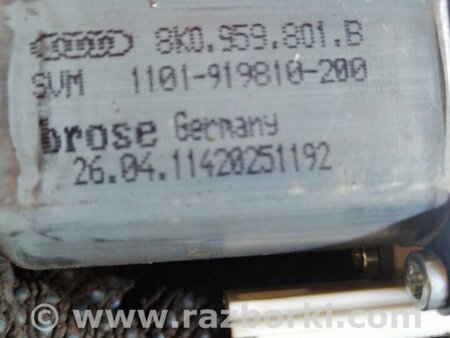 8K0.959.801.B
SVM 1101-919810-200
brose Germany
26.04.11420251192
www.razborki.com